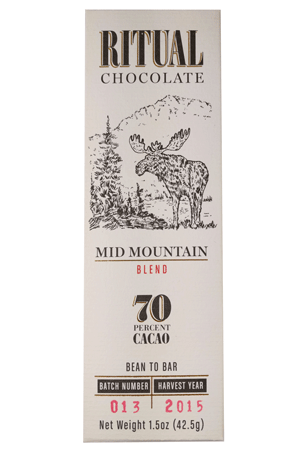 RITUAL
CHOCOLATE
MID MOUNTAIN
BLEND
70
PERCENT
CACAO
BEAN TO BAR
BATCH NUMBER HARVEST YEAR
013 2015
Net Weight 1.5oz (42.5g)